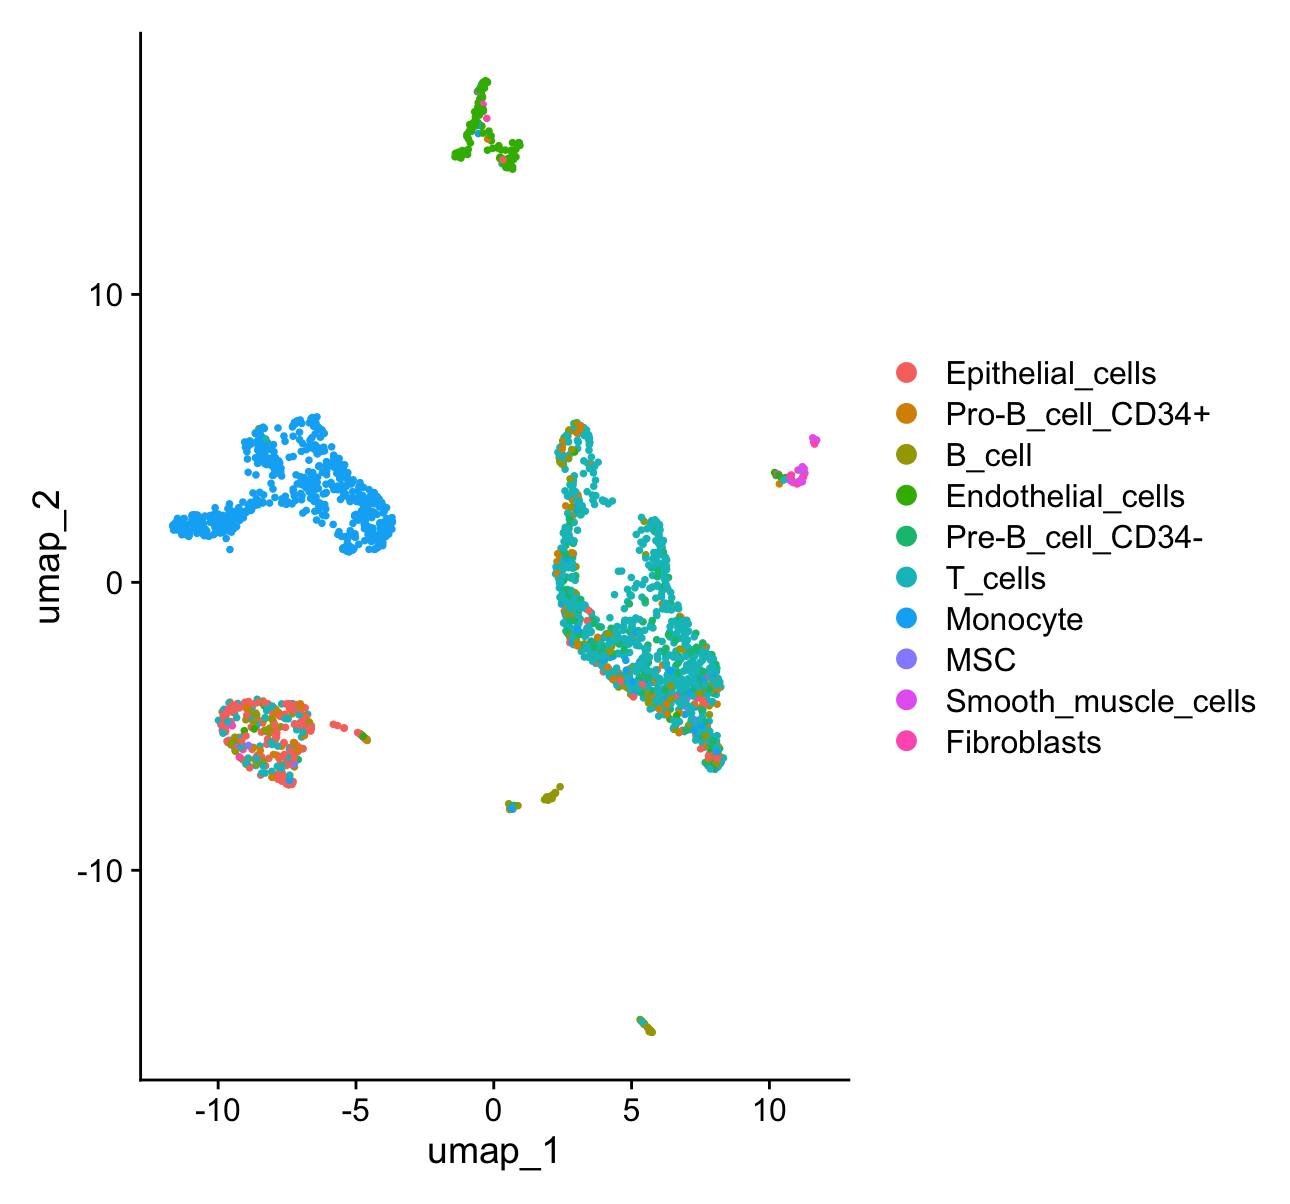 umap_2
10
0
-10
-10
-5
0
5
10
umap_1
Epithelial_cells
Pro-B_cell_CD34+
B_cell
Endothelial_cells
Pre-B_cell_CD34-
T_cells
Monocyte
MSC
Smooth_muscle_cells
Fibroblasts